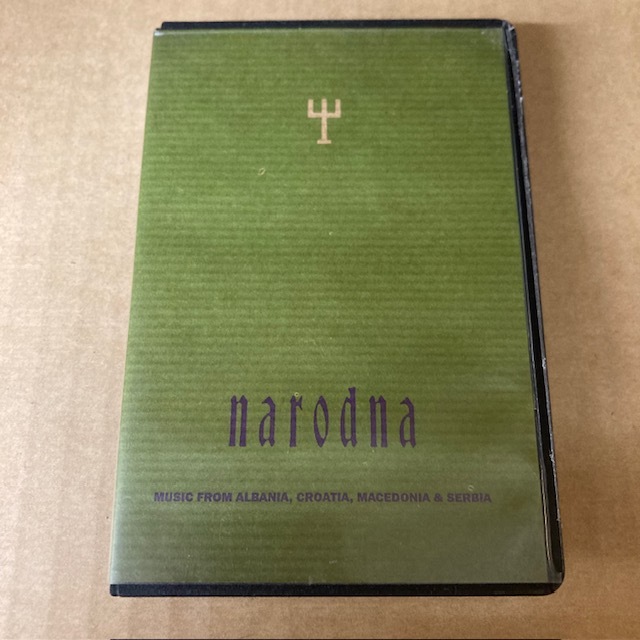 narodna
MUSIC FROM ALBANIA, CROATIA, MACEDONIA & SERBIA